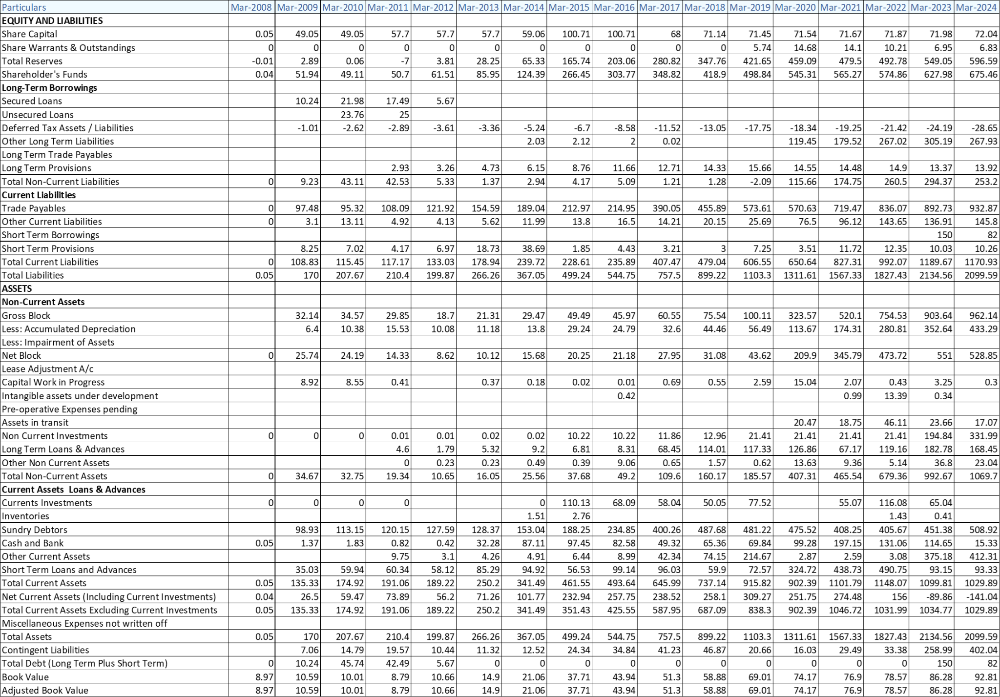 Particulars Mar-2008 Mar-2009 Mar-2010 Mar-2011 Mar-2012 Mar-2013 Mar-2014 Mar-2015 Mar-2016 Mar-2017 Mar-2018 Mar-2019 Mar-2020 Mar-2021 Mar-2022 Mar-2023 Mar-2024
EQUITY AND LIABILITIES
Share Capital 0.05 49.05 49.05 57.7 57.7 57.7 59.06 100.71 100.71 68 71.14 71.45 71.54 71.67 71.87 71.98 72.04
Share Warrants & Outstandings 0 0 0 0 0 0 0 0 0 0 0 5.74 14.68 14.1 10.21 6.95 6.83
Total Reserves -0.01 2.89 0.06 -7 3.81 28.25 65.33 165.74 203.06 280.82 347.76 421.65 459.09 479.5 492.78 549.05 596.59
Shareholder's Funds 0.04 51.94 49.11 50.7 61.51 85.95 124.39 266.45 303.77 348.82 418.9 498.84 545.31 565.27 574.86 627.98 675.46
Long-Term Borrowings
Secured Loans 10.24 21.98 17.49 5.67
Unsecured Loans 23.76 25
Deferred Tax Assets / Liabilities -1.01 -2.62 -2.89 -3.61 -3.36 -5.24 -6.7 -8.58 -11.52 -13.05 -17.75 -18.34 -19.25 -21.42 -24.19 -28.65
Other Long Term Liabilities 2.03 2.12 2 0.02 119.45 179.52 267.02 305.19 267.93
Long Term Trade Payables
Long Term Provisions 2.93 3.26 4.73 6.15 8.76 11.66 12.71 14.33 15.66 14.55 14.48 14.9 13.37 13.92
Total Non-Current Liabilities 0 9.23 43.11 42.53 5.33 1.37 2.94 4.17 5.09 1.21 1.28 -2.09 115.66 174.75 260.5 294.37 253.2
Current Liabilities
Trade Payables 0 97.48 95.32 108.09 121.92 154.59 189.04 212.97 214.95 390.05 455.89 573.61 570.63 719.47 836.07 892.73 932.87
Other Current Liabilities 0 3.1 13.11 4.92 4.13 5.62 11.99 13.8 16.5 14.21 20.15 25.69 76.5 96.12 143.65 136.91 145.8
Short Term Borrowings 150 82
Short Term Provisions 8.25 7.02 4.17 6.97 18.73 38.69 1.85 4.43 3.21 3 7.25 3.51 11.72 12.35 10.03 10.26
Total Current Liabilities 0 108.83 115.45 117.17 133.03 178.94 239.72 228.61 235.89 407.47 479.04 606.55 650.64 827.31 992.07 1189.67 1170.93
Total Liabilities 0.05 170 207.67 210.4 199.87 266.26 367.05 499.24 544.75 757.5 899.22 1103.3 1311.61 1567.33 1827.43 2134.56 2099.59
ASSETS
Non-Current Assets
Gross Block 32.14 34.57 29.85 18.7 21.31 29.47 49.49 45.97 60.55 75.54 100.11 323.57 520.1 754.53 903.64 962.14
Less: Accumulated Depreciation 6.4 10.38 15.53 10.08 11.18 13.8 29.24 24.79 32.6 44.46 56.49 113.67 174.31 280.81 352.64 433.29
Less: Impairment of Assets
Net Block 0 25.74 24.19 14.33 8.62 10.12 15.68 20.25 21.18 27.95 31.08 43.62 209.9 345.79 473.72 551 528.85
Lease Adjustment A/c
Capital Work in Progress 8.92 8.55 0.41 0.37 0.18 0.02 0.01 0.69 0.55 2.59 15.04 2.07 0.43 3.25 0.3
Intangible assets under development 0.42 0.99 13.39 0.34
Pre-operative Expenses pending
Assets in transit 20.47 18.75 46.11 23.66 17.07
Non Current Investments 0 0 0 0.01 0.01 0.02 0.02 10.22 10.22 11.86 12.96 21.41 21.41 21.41 21.41 194.84 331.99
Long Term Loans & Advances 4.6 1.79 5.32 9.2 6.81 8.31 68.45 114.01 117.33 126.86 67.17 119.16 182.78 168.45
Other Non Current Assets 0 0.23 0.23 0.49 0.39 9.06 0.65 1.57 0.62 13.63 9.36 5.14 36.8 23.04
Total Non-Current Assets 0 34.67 32.75 19.34 10.65 16.05 25.56 37.68 49.2 109.6 160.17 185.57 407.31 465.54 679.36 992.67 1069.7
Current Assets Loans & Advances
Currents Investments 0 0 0 0 0 110.13 68.09 58.04 50.05 77.52 55.07 116.08 65.04
Inventories 1.51 2.76 1.43 0.41
Sundry Debtors 98.93 113.15 120.15 127.59 128.37 153.04 188.25 234.85 400.26 487.68 481.22 475.52 408.25 405.67 451.38 508.92
Cash and Bank 0.05 1.37 1.83 0.82 0.42 32.28 87.11 97.45 82.58 49.32 65.36 69.84 99.28 197.15 131.06 114.65 15.33
Other Current Assets 9.75 3.1 4.26 4.91 6.44 8.99 42.34 74.15 214.67 2.87 2.59 3.08 375.18 412.31
Short Term Loans and Advances 35.03 59.94 60.34 58.12 85.29 94.92 56.53 99.14 96.03 59.9 72.57 324.72 438.73 490.75 93.15 93.33
Total Current Assets 0.05 135.33 174.92 191.06 189.22 250.2 341.49 461.55 493.64 645.99 737.14 915.82 902.39 1101.79 1148.07 1099.81 1029.89
Net Current Assets (Including Current Investments) 0.04 26.5 59.47 73.89 56.2 71.26 101.77 232.94 257.75 238.52 258.1 309.27 251.75 274.48 156 -89.86 -141.04
Total Current Assets Excluding Current Investments 0.05 135.33 174.92 191.06 189.22 250.2 341.49 351.43 425.55 587.95 687.09 838.3 902.39 1046.72 1031.99 1034.77 1029.89
Miscellaneous Expenses not written off
Total Assets 0.05 170 207.67 210.4 199.87 266.26 367.05 499.24 544.75 757.5 899.22 1103.3 1311.61 1567.33 1827.43 2134.56 2099.59
Contingent Liabilities 7.06 14.79 19.57 10.44 11.32 12.52 24.34 34.84 41.23 46.87 20.66 16.03 29.49 33.38 258.99 402.04
Total Debt (Long Term Plus Short Term) 0 10.24 45.74 42.49 5.67 0 0 0 0 0 0 0 0 0 0 150 82
Book Value 8.97 10.59 10.01 8.79 10.66 14.9 21.06 37.71 43.94 51.3 58.88 69.01 74.17 76.9 78.57 86.28 92.81
Adjusted Book Value 8.97 10.59 10.01 8.79 10.66 14.9 21.06 37.71 43.94 51.3 58.88 69.01 74.17 76.9 78.57 86.28 92.81